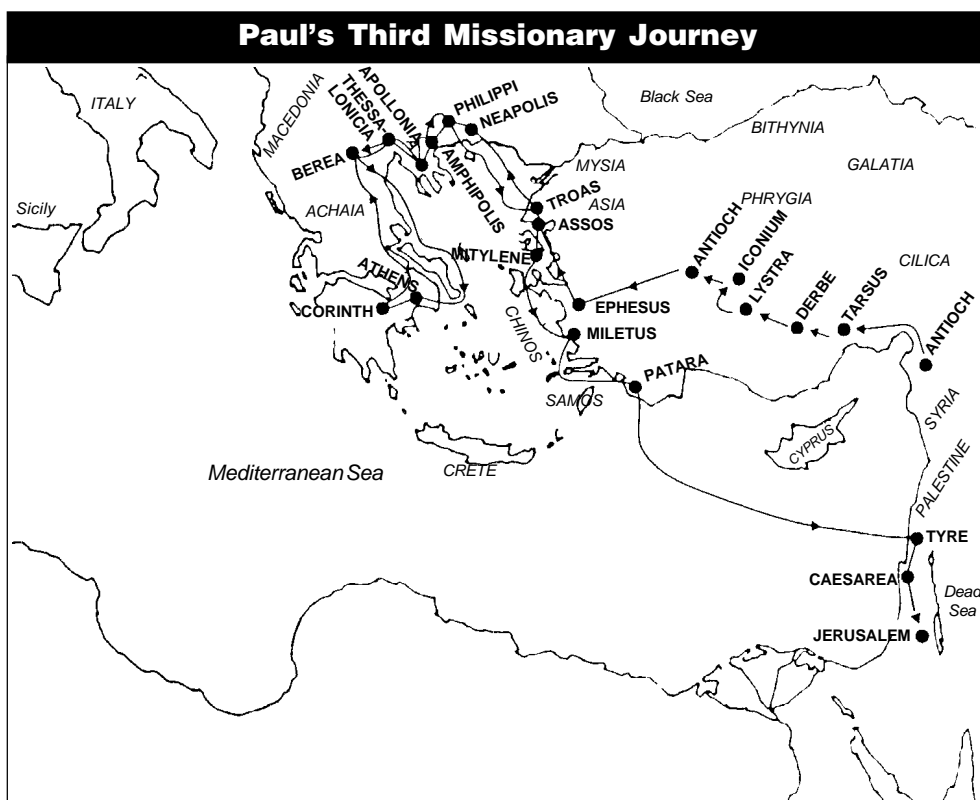 Paul's Third Missionary Journey
ITALY
MACEDONIA
APOLLONIA
THESSA-
LONICIA
PHILIPPI
NEAPOLIS
Black Sea
BITHYNIA
BEREA
AMPHIPOLIS
MYSIA
GALATIA
Sicily
ACHAIA
TROAS
ASIA
PHRYGIA
ASSOS
ANTIOCH
ICONIUM
MITYLENE
LYSTRA
CILICA
ATHENS
DERBE
TARSUS
CORINTH
EPHESUS
ANTIOCH
CHINOS
MILETUS
PATARA
SAMOS
SYRIA
Mediterranean Sea
CRETE
CYPRUS
PALESTINE
TYRE
CAESAREA
Dead
Sea
JERUSALEM